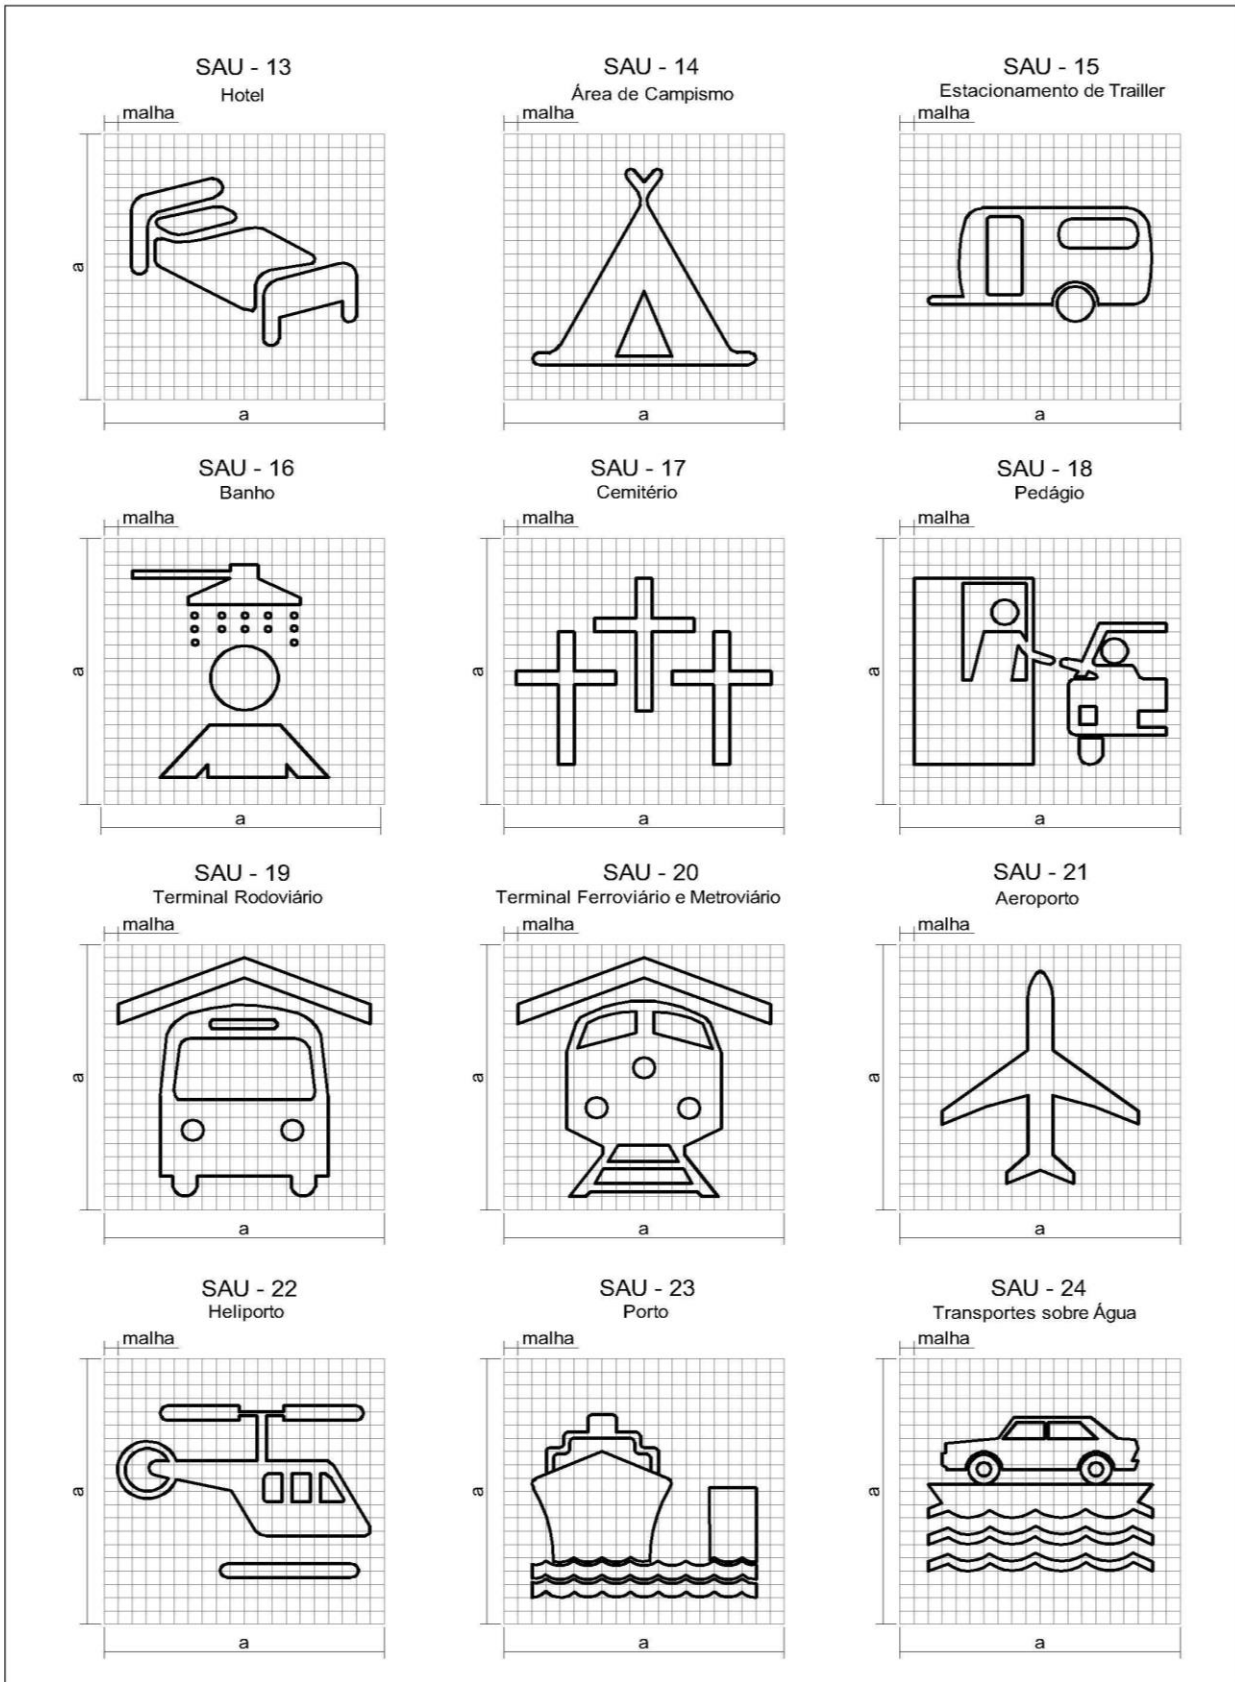 SAU - 13
Hotel
malha
a
a
SAU - 14
Área de Campismo
malha
a
a
SAU - 15
Estacionamento de Trailler
malha
a
a
SAU - 16
Banho
malha
a
a
SAU - 17
Cemitério
malha
a
a
SAU - 18
Pedágio
malha
a
a
SAU - 19
Terminal Rodoviário
malha
a
a
SAU - 20
Terminal Ferroviário e Metroviário
malha
a
a
SAU - 21
Aeroporto
malha
a
a
SAU - 22
Heliporto
malha
a
a
SAU - 23
Porto
malha
a
a
SAU - 24
Transportes sobre Água
malha
a
a